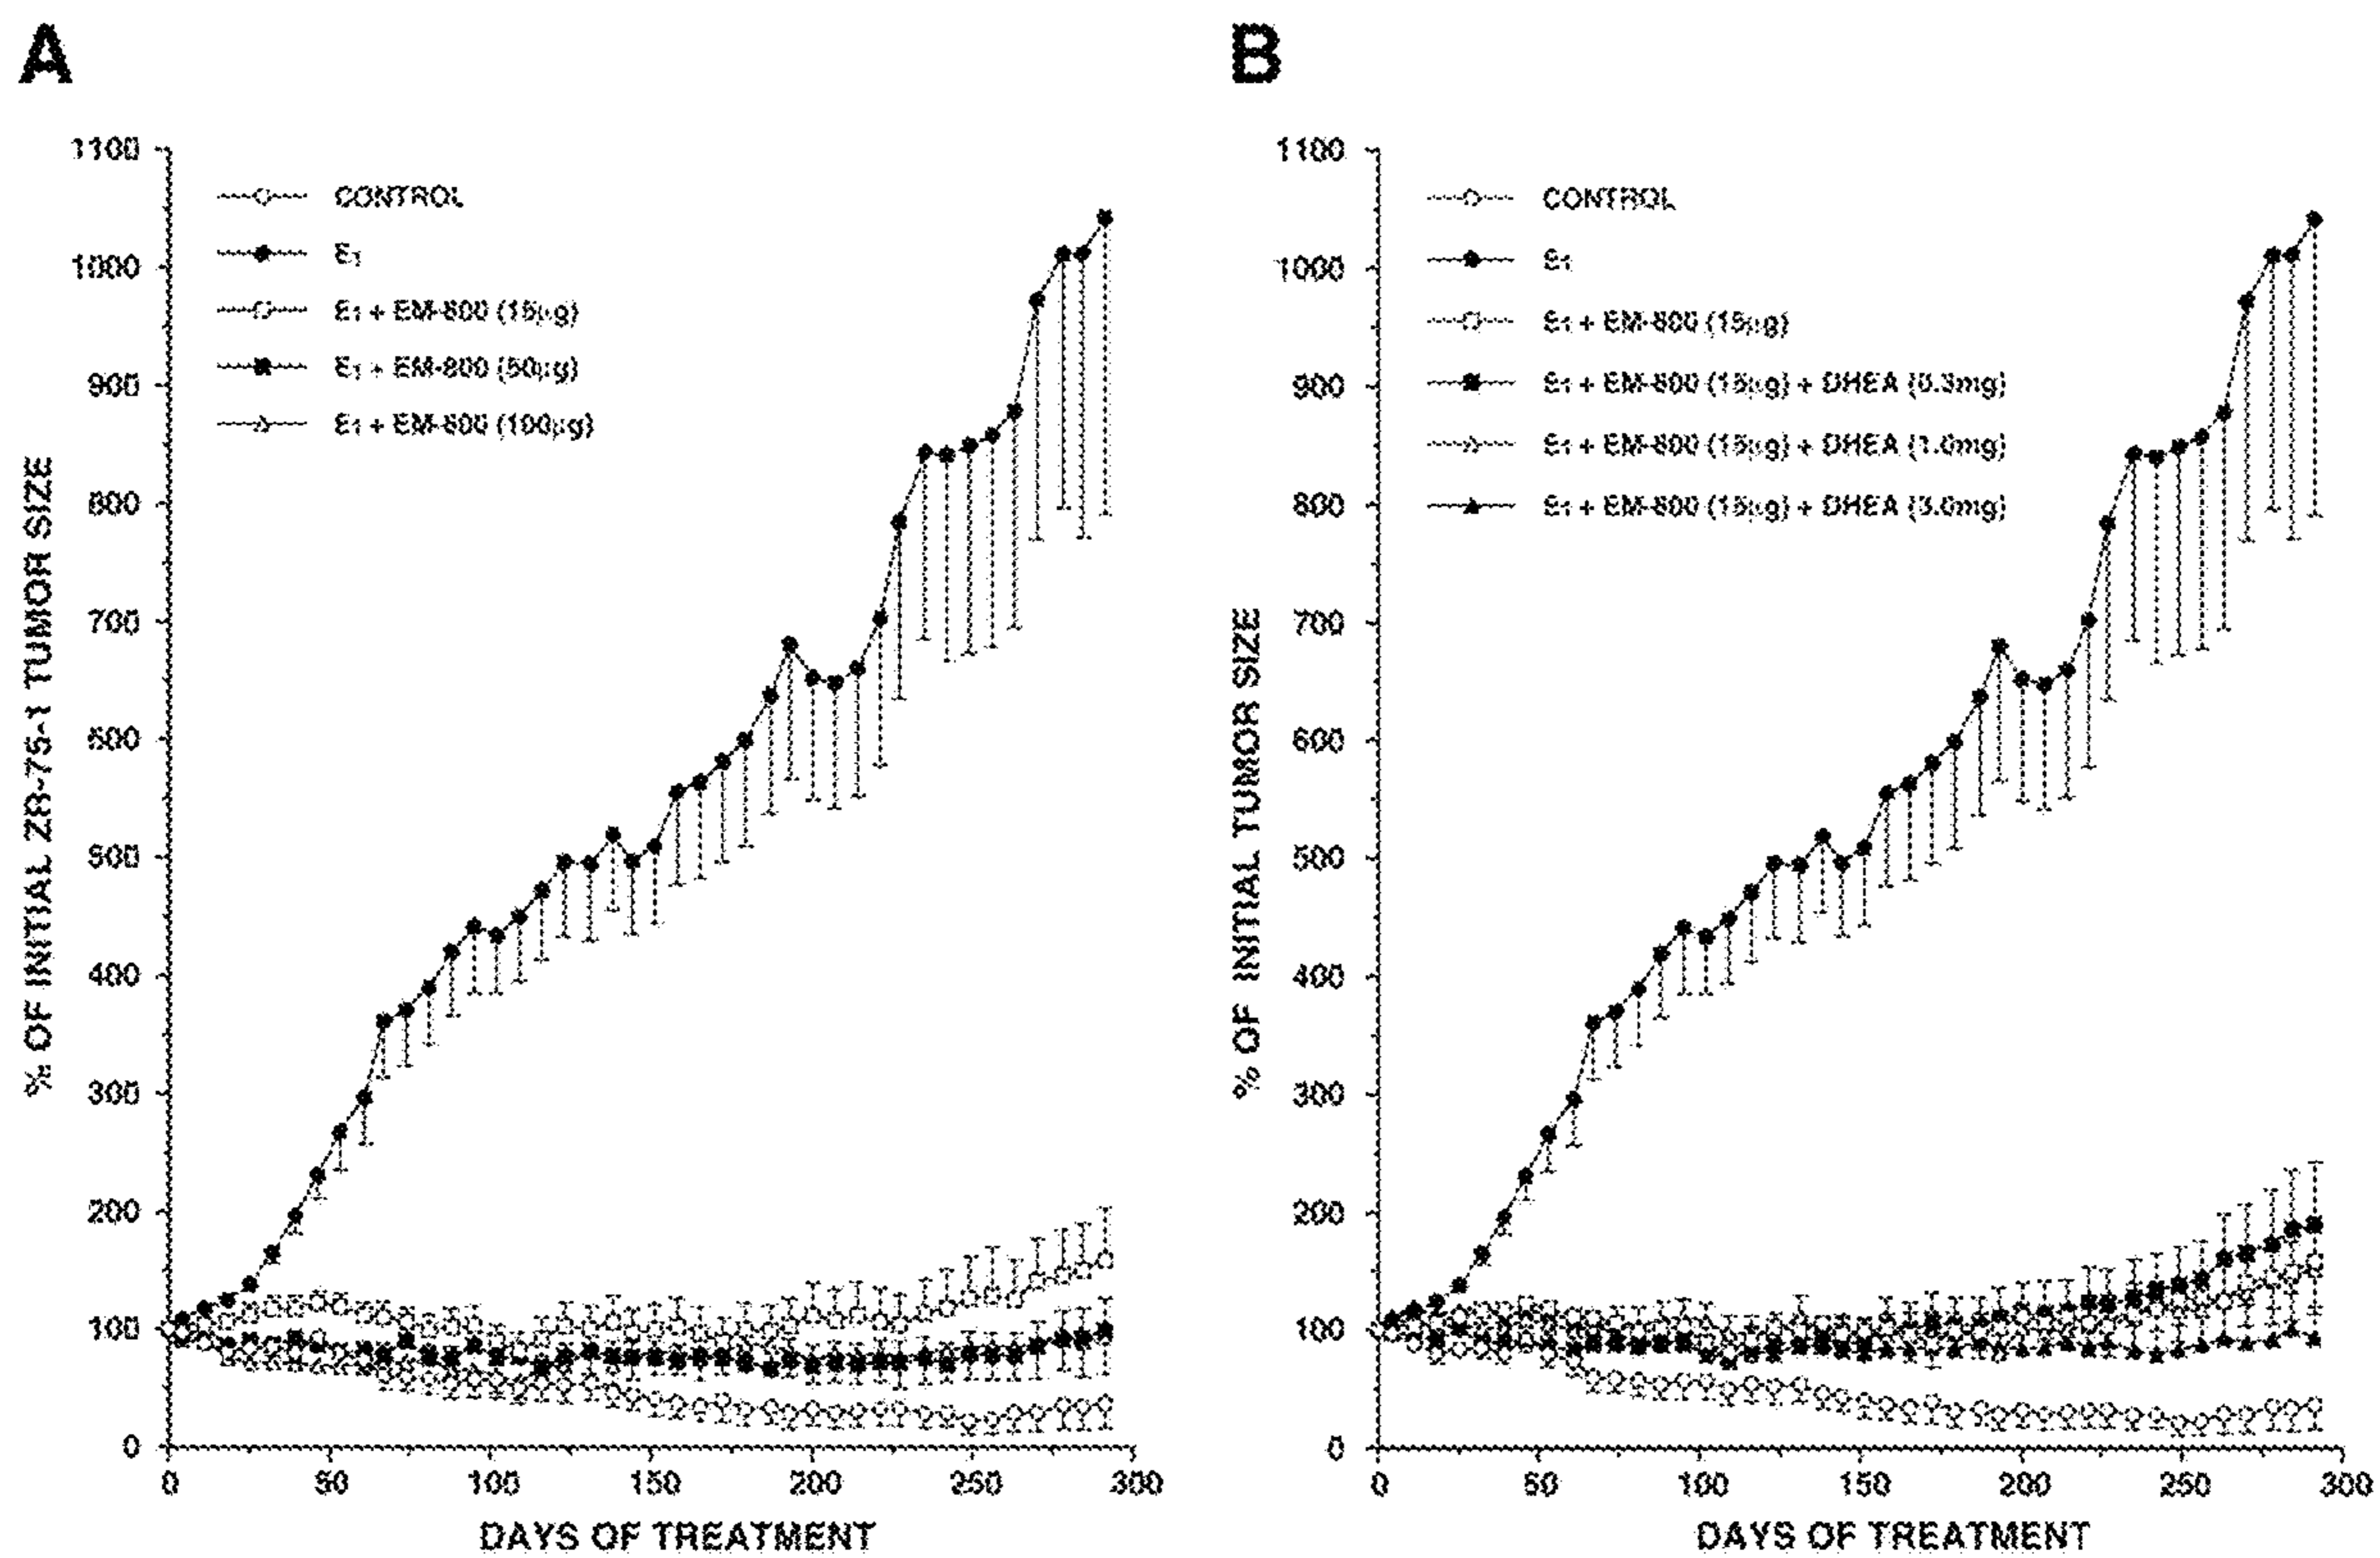 A
1100
1000
900
800
700
600
500
400
300
200
100
0
% OF INITIAL ZR-75-1 TUMOR SIZE
CONTROL
E₁
E₁ + EM-800 (15µg)
E₁ + EM-800 (50µg)
E₁ + EM-800 (100µg)
0 50 100 150 200 250 300
DAYS OF TREATMENT
B
1100
1000
900
800
700
600
500
400
300
200
100
0
% OF INITIAL TUMOR SIZE
CONTROL
E₁
E₁ + EM-800 (15µg)
E₁ + EM-800 (15µg) + DHEA (0.3mg)
E₁ + EM-800 (15µg) + DHEA (1.0mg)
E₁ + EM-800 (15µg) + DHEA (3.0mg)
0 50 100 150 200 250 300
DAYS OF TREATMENT